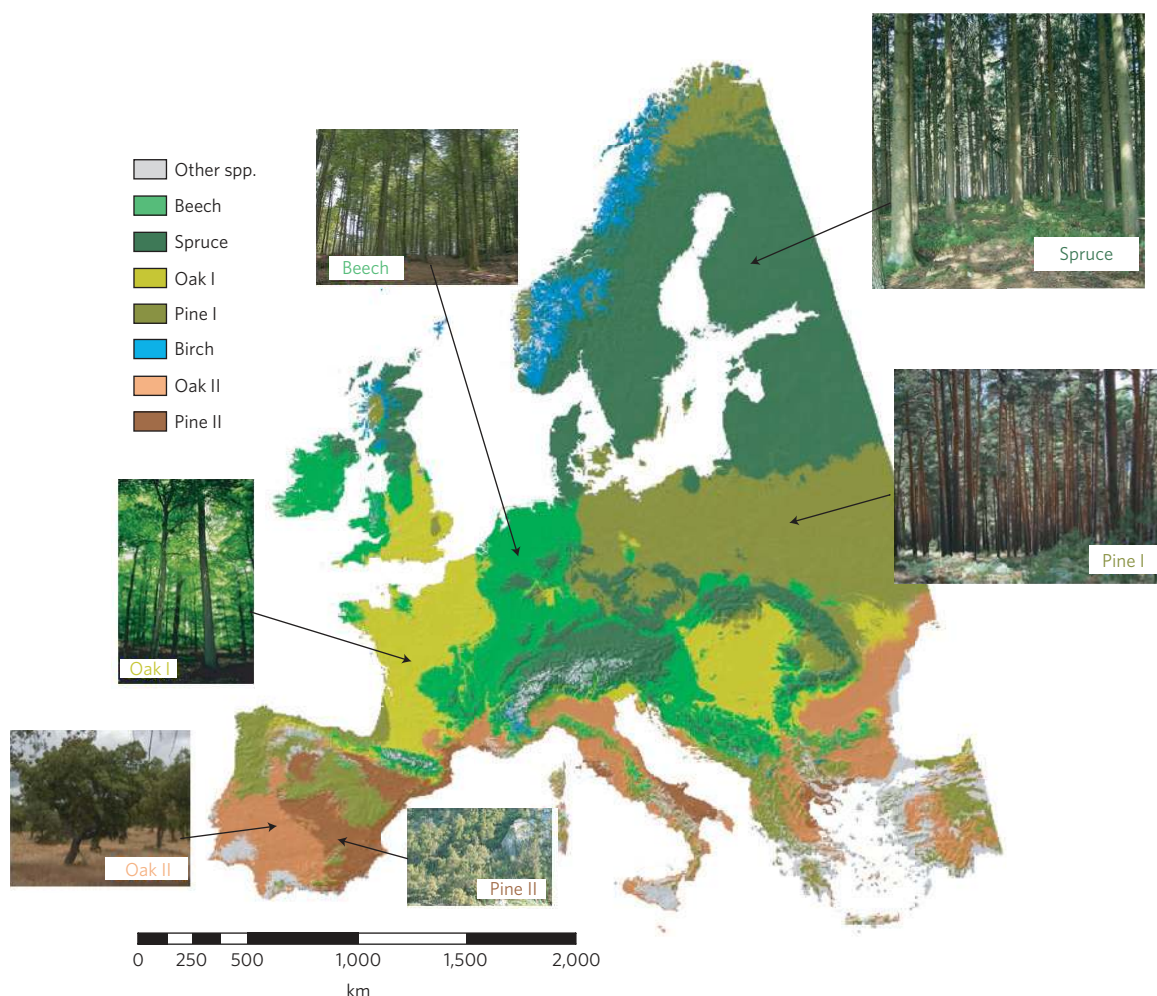 Other spp.
Beech
Spruce
Oak I
Pine I
Birch
Oak II
Pine II
Beech
Spruce
Pine I
Oak I
Oak II
Pine II
0 250 500 1,000 1,500 2,000
km